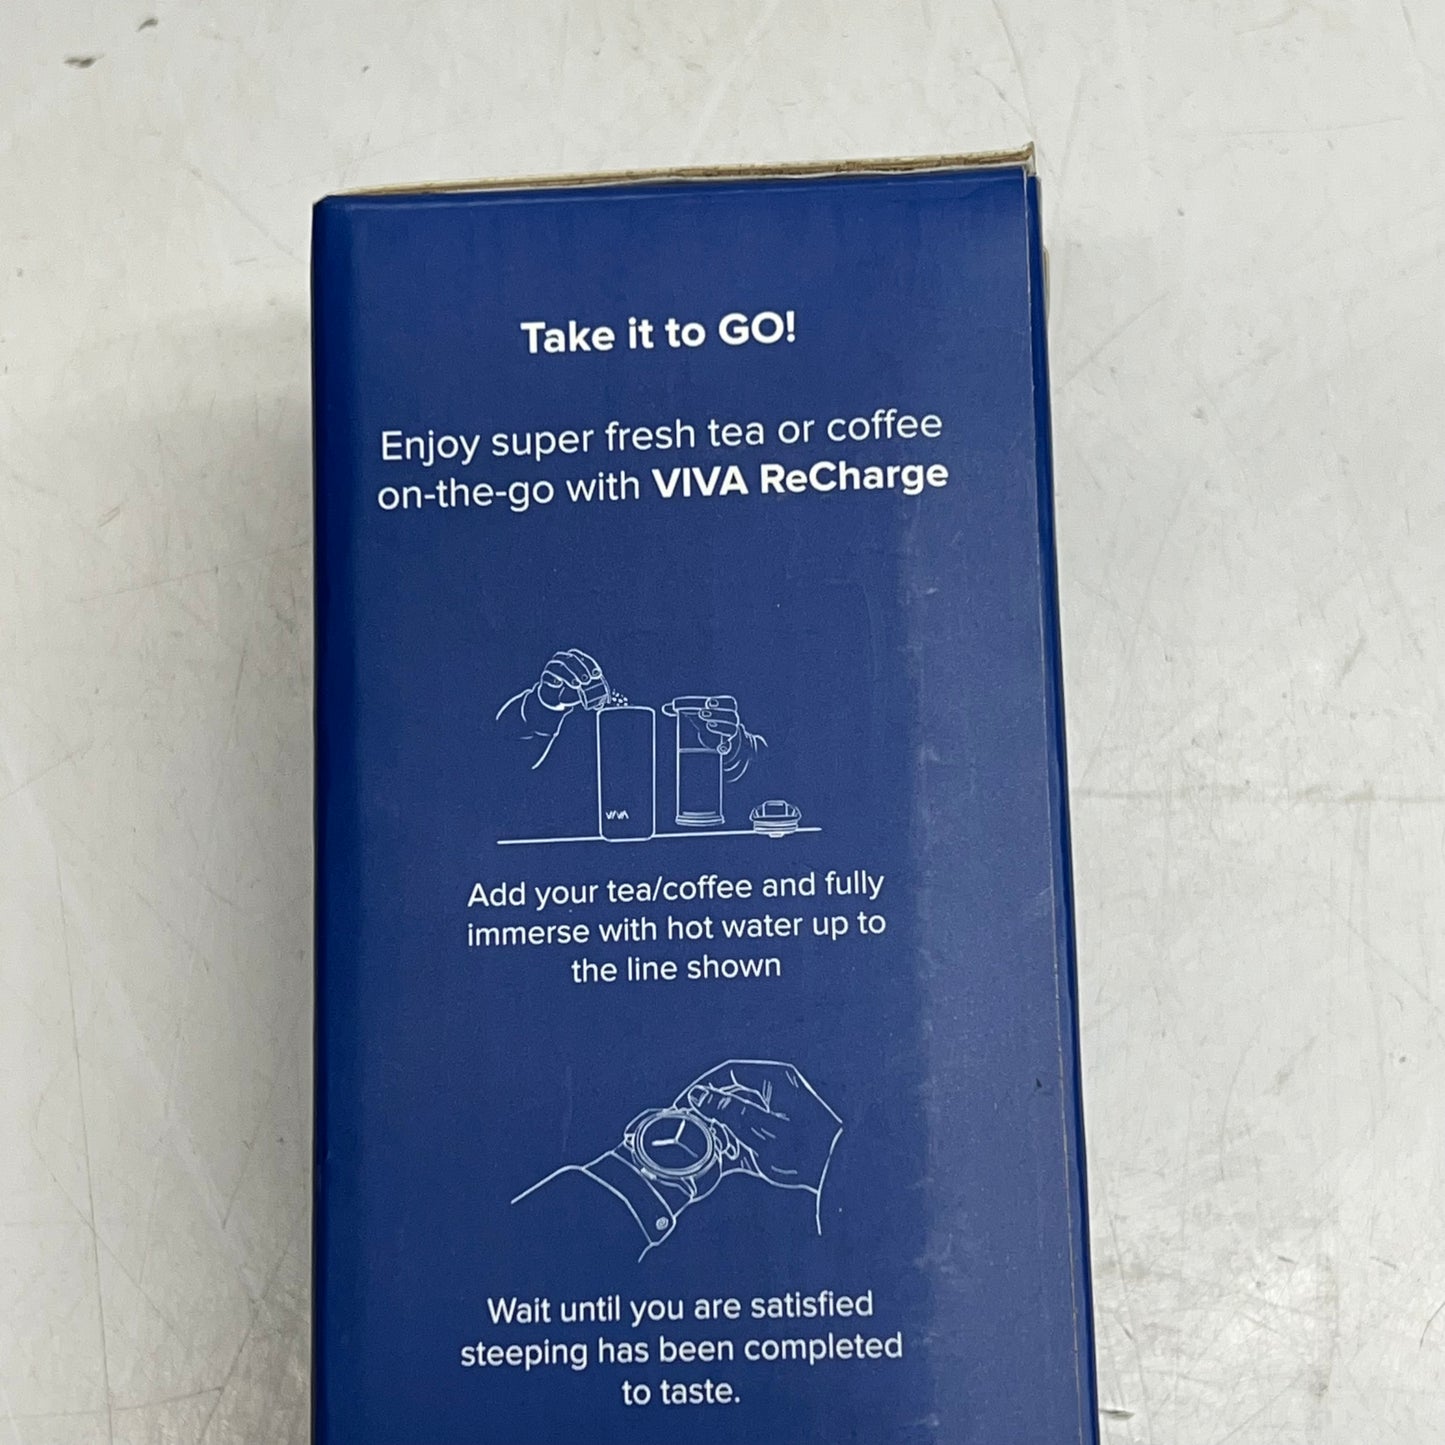 Take it to GO!
Enjoy super fresh tea or coffee
on-the-go with VIVA ReCharge
VIVA
Add your tea/coffee and fully
immerse with hot water up to
the line shown
Wait until you are satisfied
steeping has been completed
to taste.